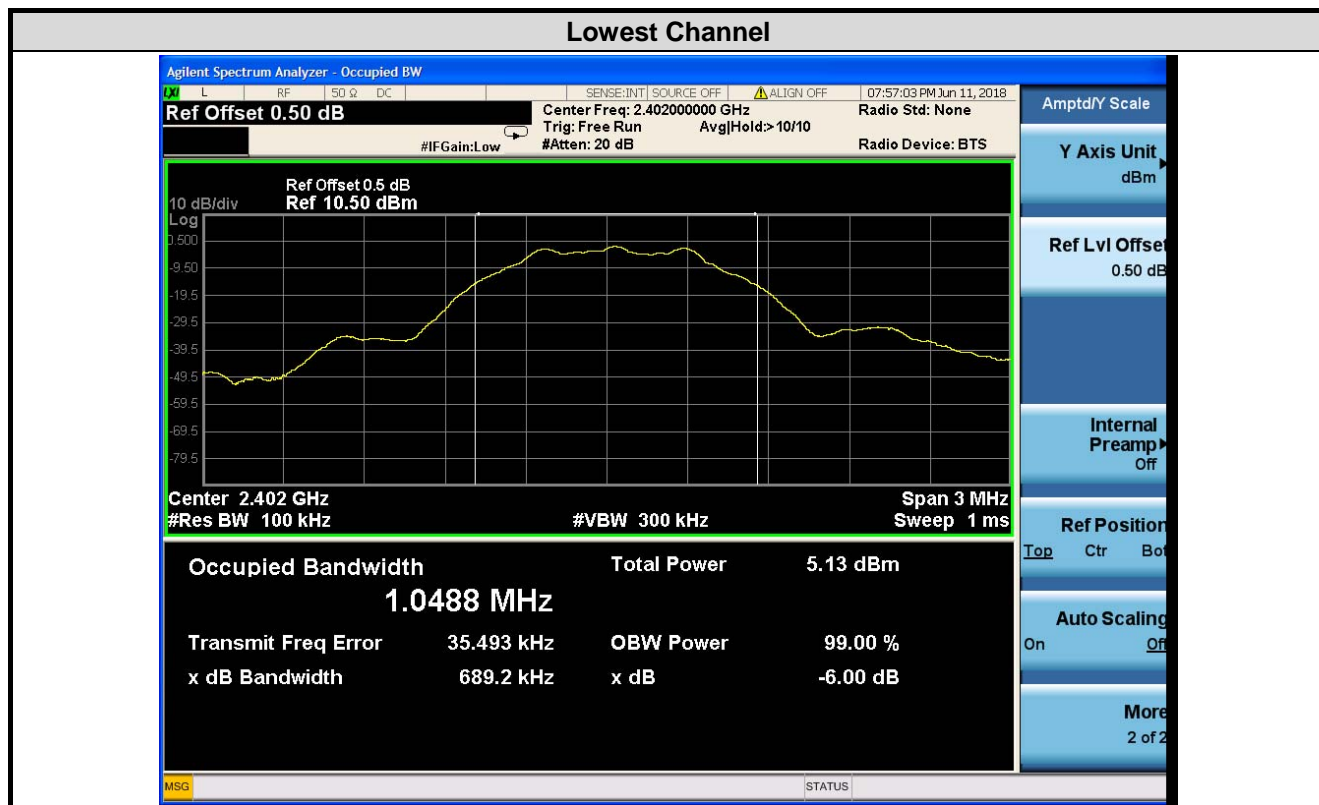 Lowest Channel
Agilent Spectrum Analyzer - Occupied BW
LXI L RF 50 Ω DC SENSE:INT SOURCE OFF ALIGN OFF 07:57:03 PM Jun 11, 2018
Ref Offset 0.50 dB
Center Freq: 2.402000000 GHz Radio Std: None
Trig: Free Run Avg|Hold:> 10/10
#IFGain:Low #Atten: 20 dB Radio Device: BTS
Ref Offset 0.5 dB
10 dB/div Ref 10.50 dBm
Log
0.500
-9.50
-19.5
-29.5
-39.5
-49.5
-59.5
-69.5
-79.5
Center 2.402 GHz Span 3 MHz
#Res BW 100 kHz #VBW 300 kHz Sweep 1 ms
Occupied Bandwidth Total Power 5.13 dBm
1.0488 MHz
Transmit Freq Error 35.493 kHz OBW Power 99.00 %
x dB Bandwidth 689.2 kHz x dB -6.00 dB
MSG STATUS
Amptd/Y Scale
Y Axis Unit
dBm
Ref Lvl Offset
0.50 dB
Internal
Preamp
Off
Ref Position
Top Ctr Bot
Auto Scaling
On Off
More
2 of 2